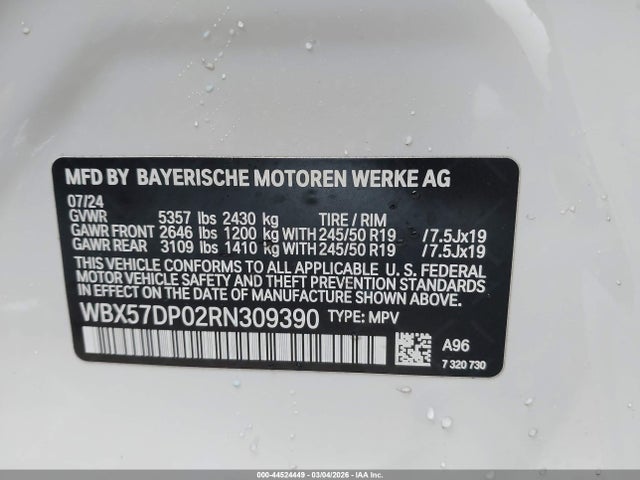 MFD BY BAYERISCHE MOTOREN WERKE AG
07/24
GVWR 5357 lbs 2430 kg TIRE / RIM
GAWR FRONT 2646 lbs 1200 kg WITH 245/50 R19 /7.5Jx19
GAWR REAR 3109 lbs 1410 kg WITH 245/50 R19 /7.5Jx19
THIS VEHICLE CONFORMS TO ALL APPLICABLE U. S. FEDERAL
MOTOR VEHICLE SAFETY AND THEFT PREVENTION STANDARDS
IN EFFECT ON THE DATE OF MANUFACTURE SHOWN ABOVE.
WBX57DP02RN309390 TYPE: MPV
A96
7 320 730
000-44524449 - 03/04/2026 - IAA Inc.